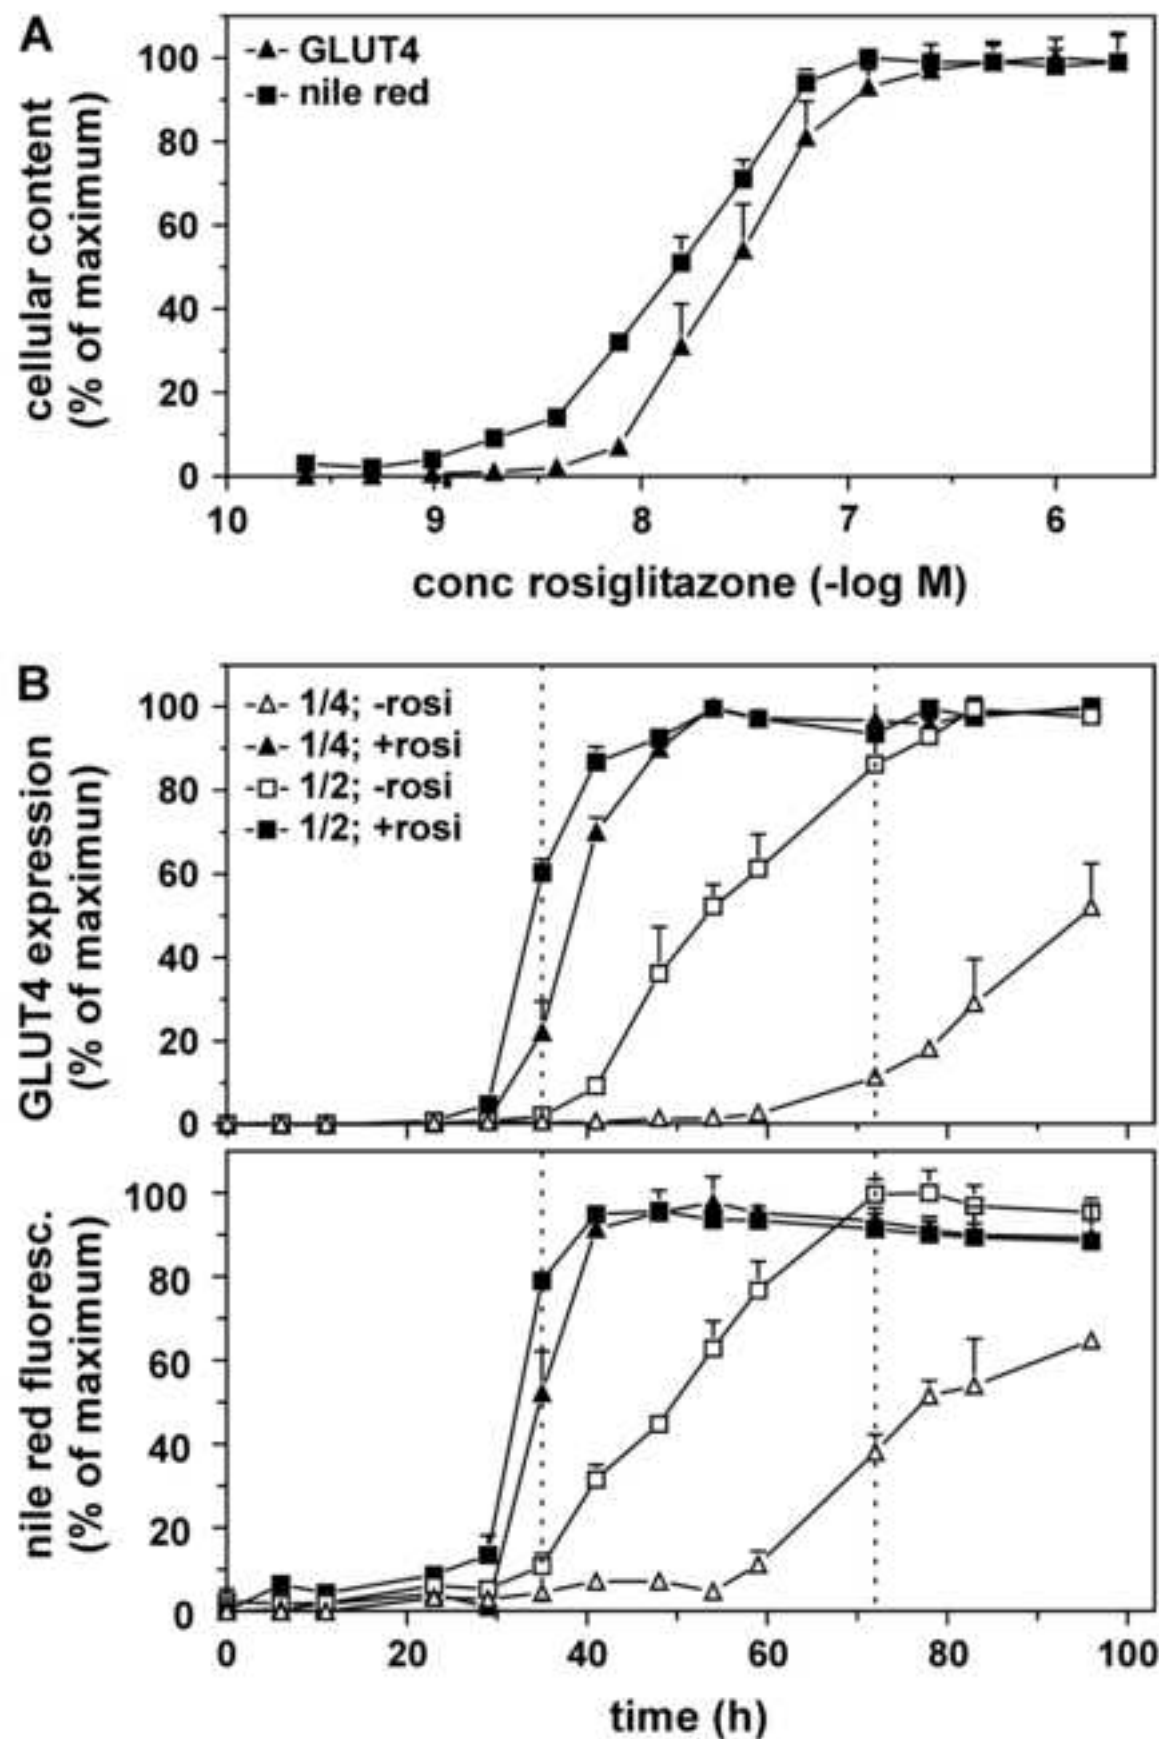 A
GLUT4
nile red
100
80
60
40
20
0
cellular content
(% of maximum)
10 9 8 7 6
conc rosiglitazone (-log M)
B
1/4; -rosi
1/4; +rosi
1/2; -rosi
1/2; +rosi
100
80
60
40
20
0
GLUT4 expression
(% of maximun)
100
80
60
40
20
0
nile red fluoresc.
(% of maximum)
0 20 40 60 80 100
time (h)